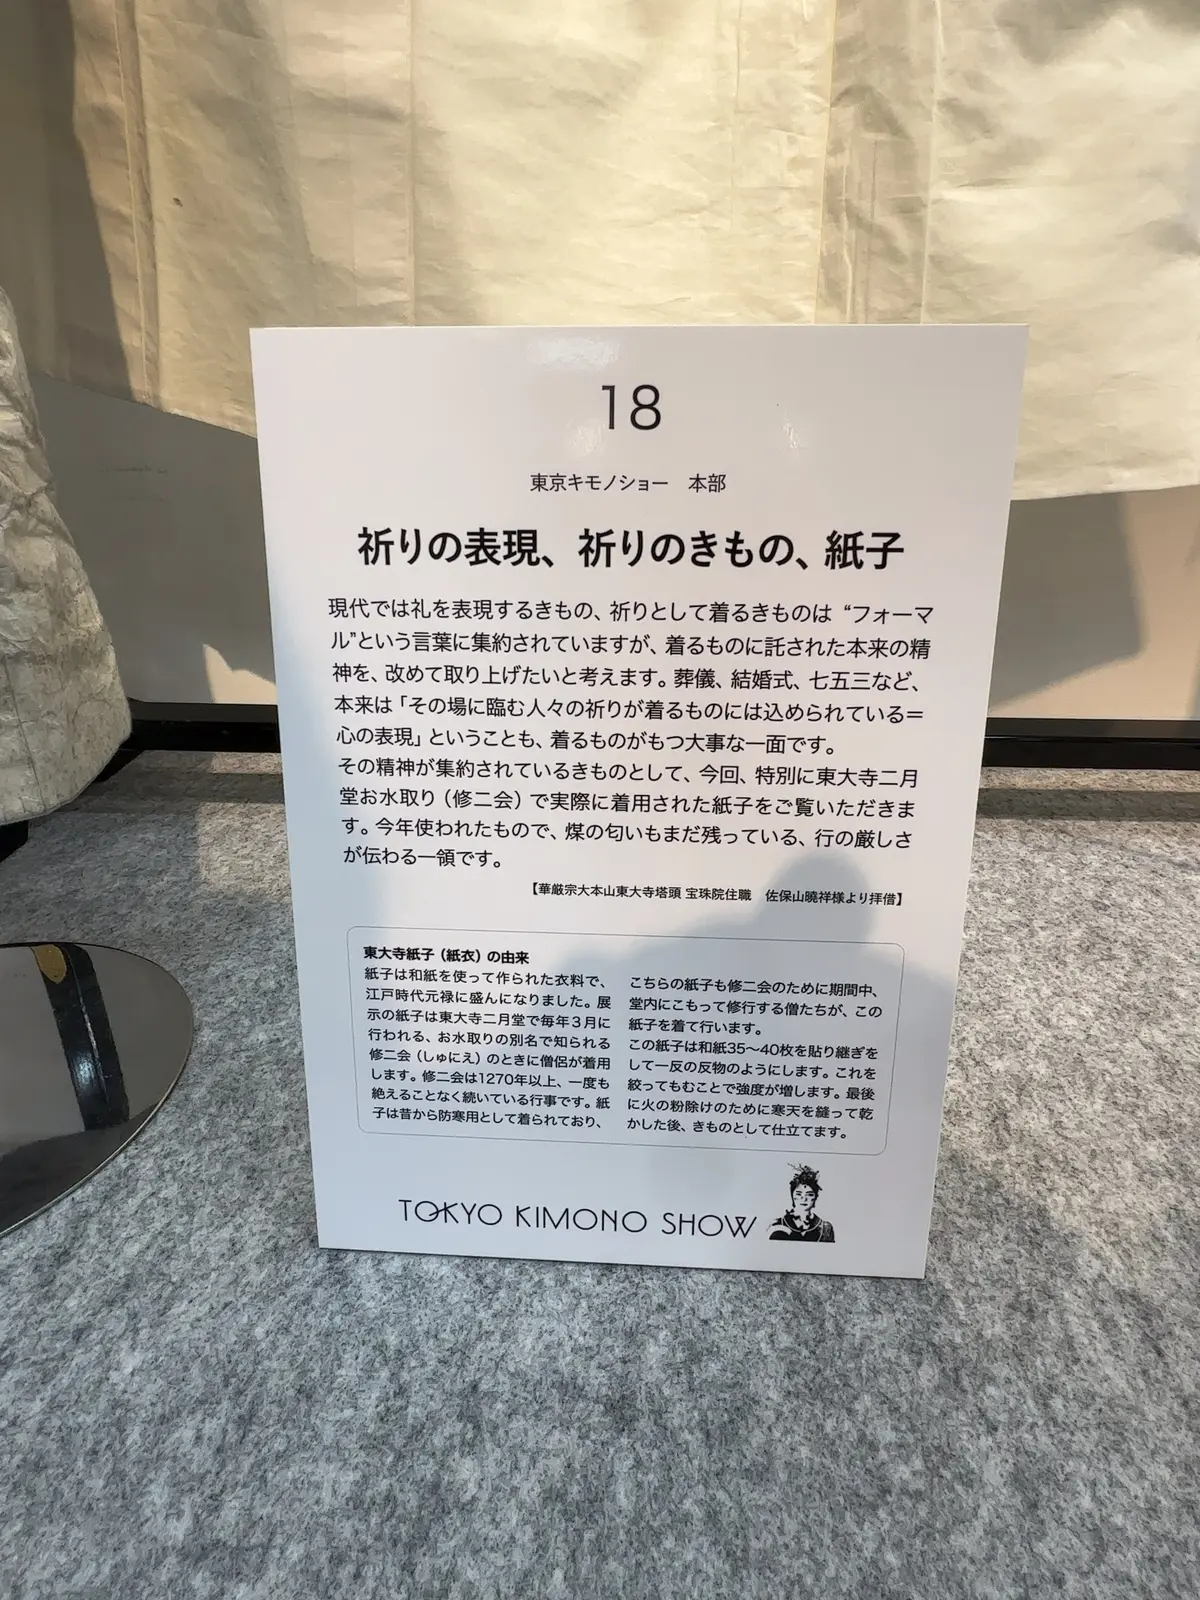 18
東京キモノショー　本部
祈りの表現、祈りのきもの、紙子
現代では礼を表現するきもの、祈りとして着るきものは “フォーマ
ル”という言葉に集約されていますが、着るものに託された本来の精
神を、改めて取り上げたいと考えます。葬儀、結婚式、七五三など、
本来は「その場に臨む人々の祈りが着るものには込められている＝
心の表現」ということも、着るものがもつ大事な一面です。
その精神が集約されているきものとして、今回、特別に東大寺二月
堂お水取り（修二会）で実際に着用された紙子をご覧いただきま
す。今年使われたもので、煤の匂いもまだ残っている、行の厳しさ
が伝わる一領です。
【華厳宗大本山東大寺塔頭 宝珠院住職　佐保山曉祥様より拝借】
東大寺紙子（紙衣）の由来
紙子は和紙を使って作られた衣料で、
江戸時代元禄に盛んになりました。展
示の紙子は東大寺二月堂で毎年３月に
行われる、お水取りの別名で知られる
修二会（しゅにえ）のときに僧侶が着用
します。修二会は1270年以上、一度も
絶えることなく続いている行事です。紙
子は昔から防寒用として着られており、
こちらの紙子も修二会のために期間中、
堂内にこもって修行する僧たちが、この
紙子を着て行います。
この紙子は和紙35〜40枚を貼り継ぎを
して一反の反物のようにします。これを
絞ってもむことで強度が増します。最後
に火の粉除けのために寒天を縫って乾
かした後、きものとして仕立てます。
TOKYO KIMONO SHOW